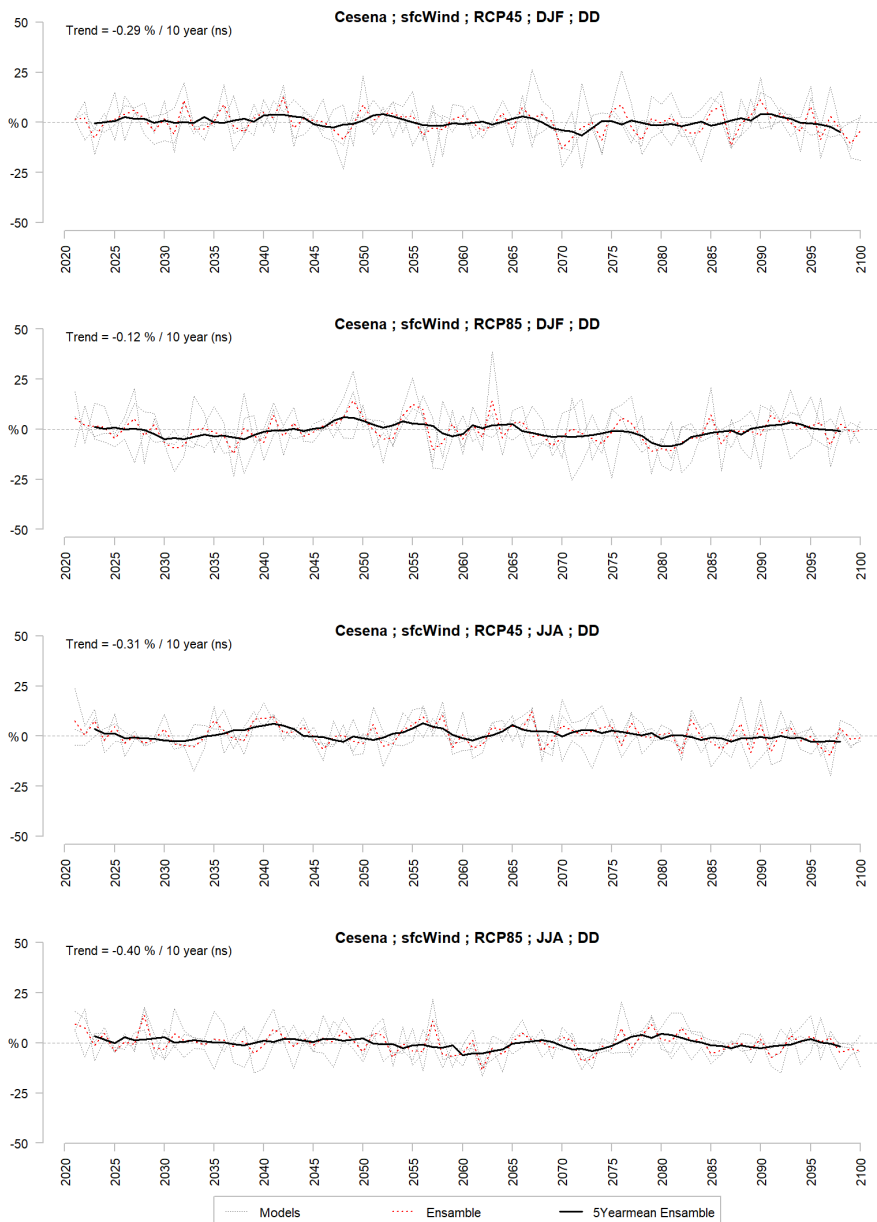 Cesena ; sfcWind ; RCP45 ; DJF ; DD
Trend = -0.29 % / 10 year (ns)
50
25
% 0
-25
-50
2020 2025 2030 2035 2040 2045 2050 2055 2060 2065 2070 2075 2080 2085 2090 2095 2100
Cesena ; sfcWind ; RCP85 ; DJF ; DD
Trend = -0.12 % / 10 year (ns)
50
25
% 0
-25
-50
2020 2025 2030 2035 2040 2045 2050 2055 2060 2065 2070 2075 2080 2085 2090 2095 2100
Cesena ; sfcWind ; RCP45 ; JJA ; DD
Trend = -0.31 % / 10 year (ns)
50
25
% 0
-25
-50
2020 2025 2030 2035 2040 2045 2050 2055 2060 2065 2070 2075 2080 2085 2090 2095 2100
Cesena ; sfcWind ; RCP85 ; JJA ; DD
Trend = -0.40 % / 10 year (ns)
50
25
% 0
-25
-50
2020 2025 2030 2035 2040 2045 2050 2055 2060 2065 2070 2075 2080 2085 2090 2095 2100
Models Ensamble 5Yearmean Ensamble